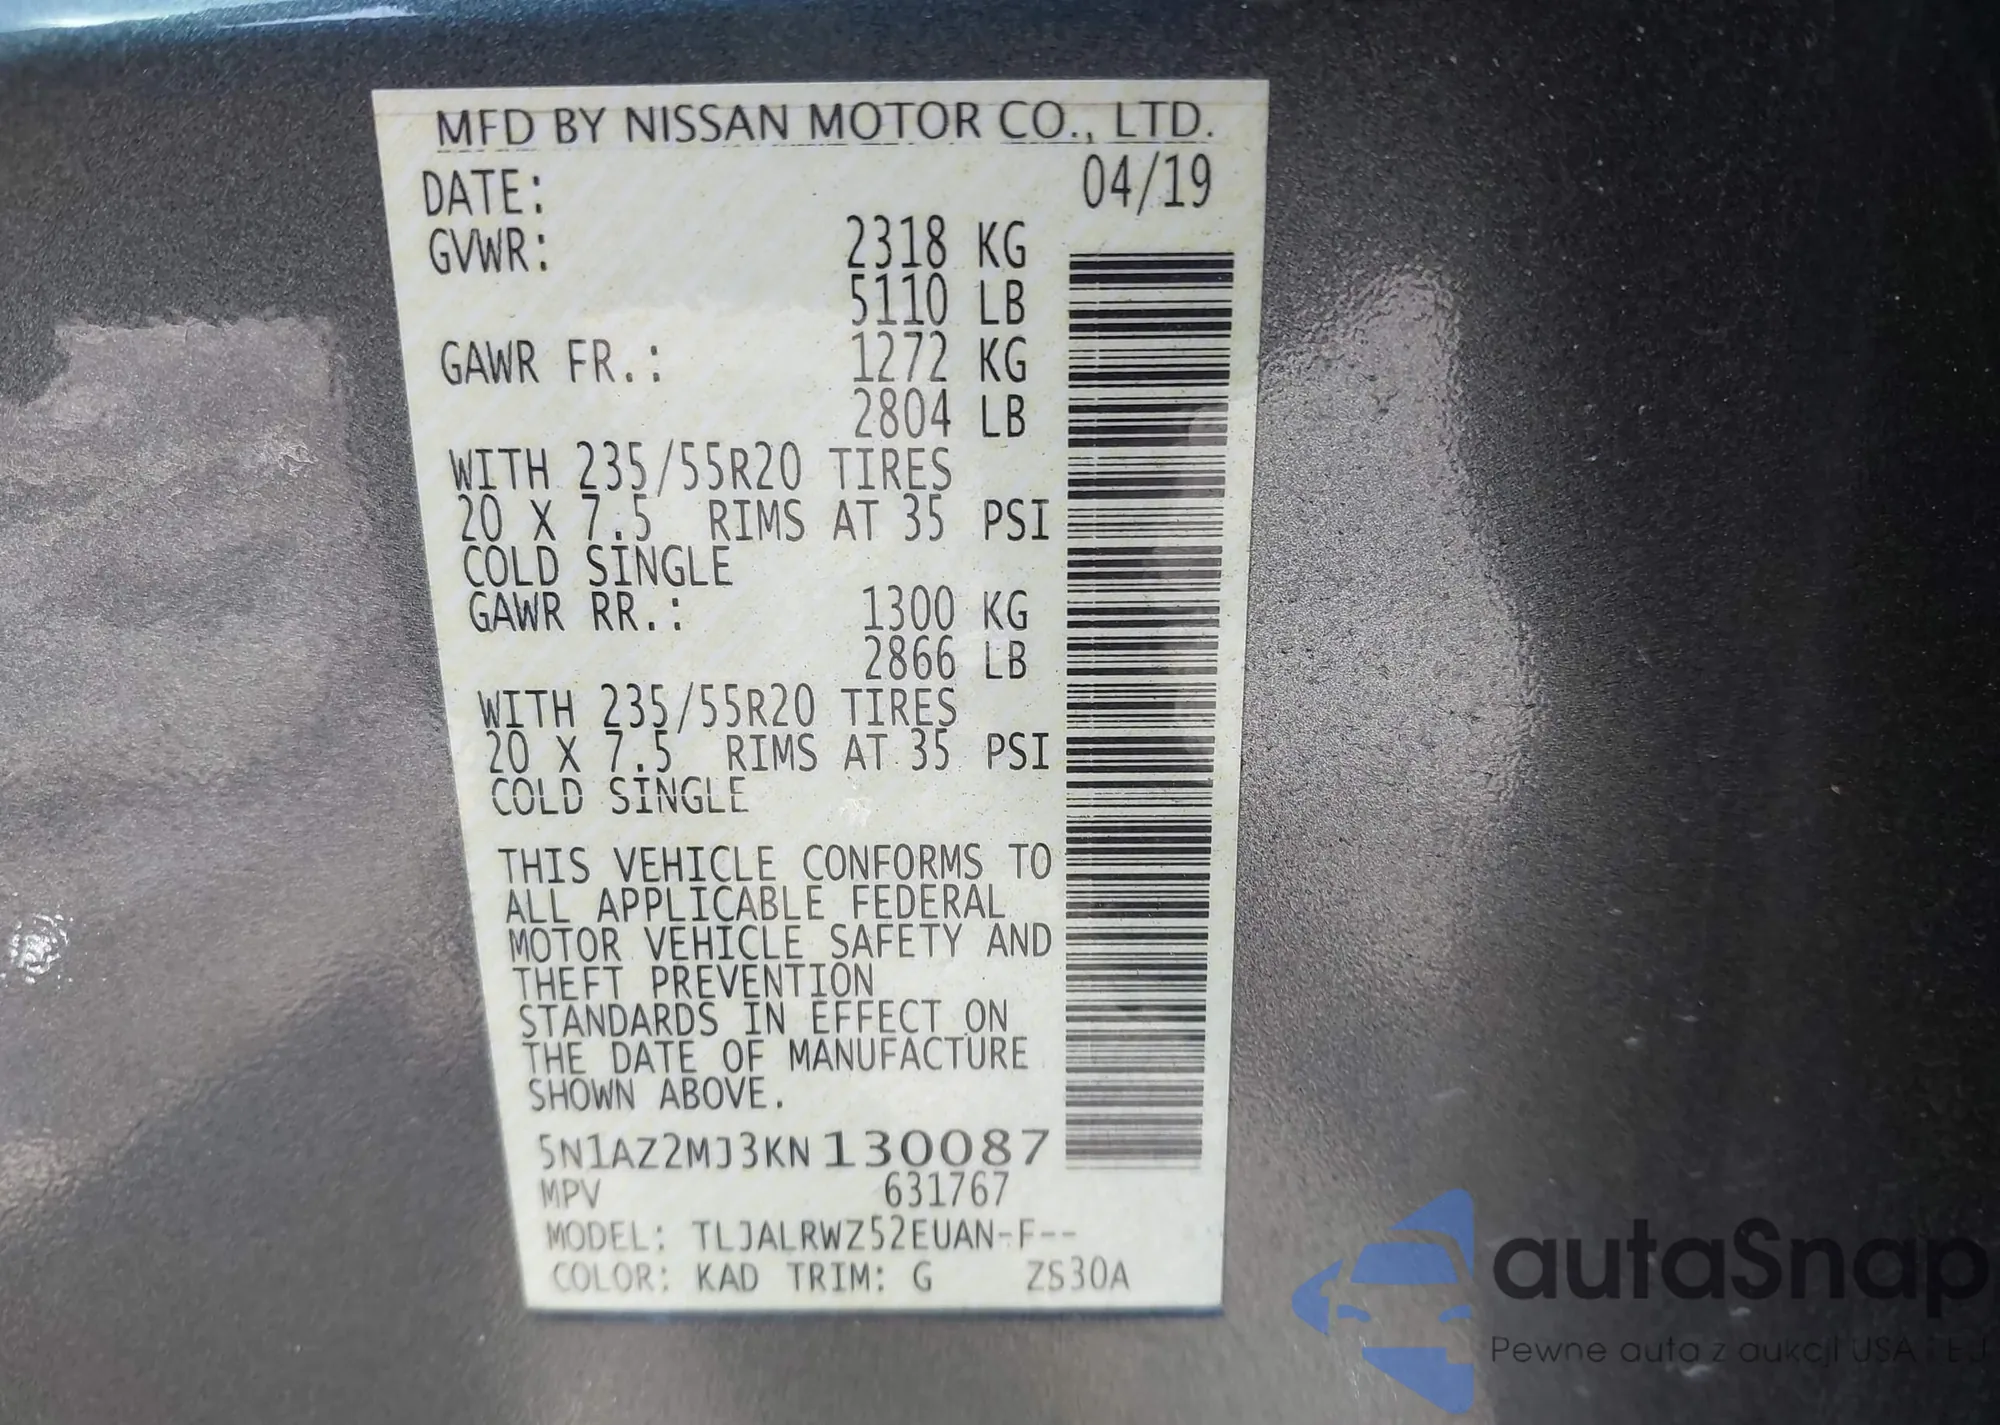 MFD BY NISSAN MOTOR CO., LTD.
DATE: 04/19
GVWR: 2318 KG
5110 LB
GAWR FR.: 1272 KG
2804 LB
WITH 235/55R20 TIRES
20 X 7.5 RIMS AT 35 PSI
COLD SINGLE
GAWR RR.: 1300 KG
2866 LB
WITH 235/55R20 TIRES
20 X 7.5 RIMS AT 35 PSI
COLD SINGLE
THIS VEHICLE CONFORMS TO
ALL APPLICABLE FEDERAL
MOTOR VEHICLE SAFETY AND
THEFT PREVENTION
STANDARDS IN EFFECT ON
THE DATE OF MANUFACTURE
SHOWN ABOVE.
5N1AZ2MJ3KN130087
MPV 631767
MODEL: TLJALRWZ52EUAN-F--
COLOR: KAD TRIM: G ZS30A
autaSnap
Pewne auta z aukcji USA i EU